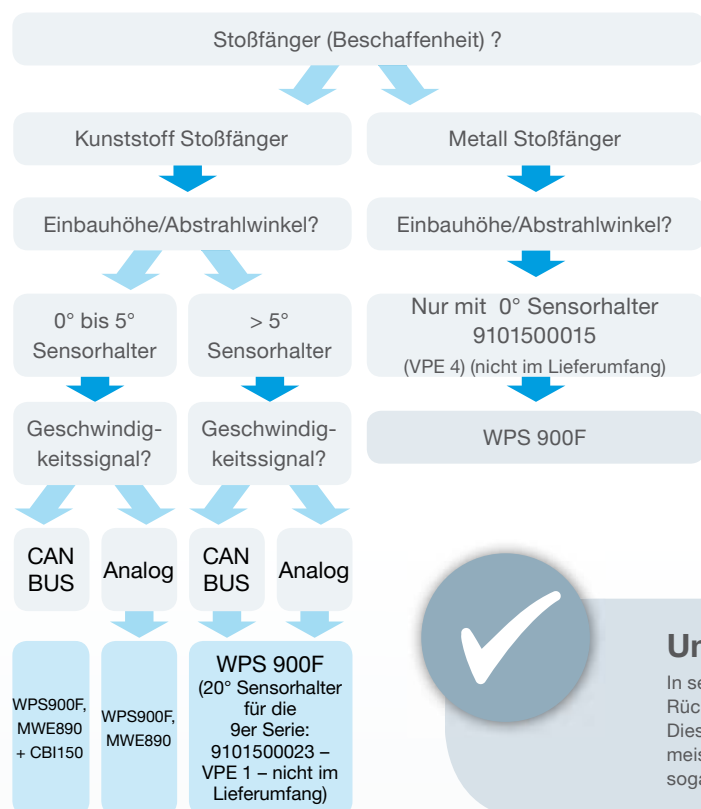 Stoßfänger (Beschaffenheit) ?
Kunststoff Stoßfänger
Metall Stoßfänger
Einbauhöhe/Abstrahlwinkel?
Einbauhöhe/Abstrahlwinkel?
0° bis 5°
Sensorhalter
> 5°
Sensorhalter
Nur mit 0° Sensorhalter
9101500015
(VPE 4) (nicht im Lieferumfang)
Geschwindig-
keitssignal?
Geschwindig-
keitssignal?
WPS 900F
CAN
BUS
Analog
CAN
BUS
Analog
WPS900F,
MWE890
+ CBI150
WPS900F,
MWE890
WPS 900F
(20° Sensorhalter
für die
9er Serie:
9101500023 –
VPE 1 – nicht im
Lieferumfang)
In se
Rüc
Dies
meis
soga